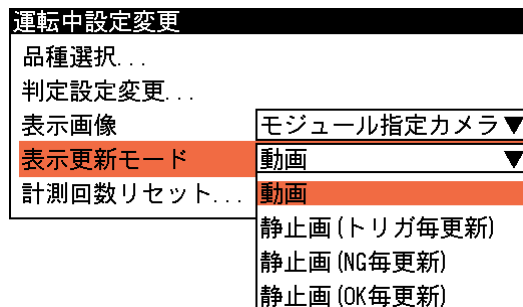 運転中設定変更
品種選択...
判定設定変更...
表示画像 モジュール指定カメラ▼
表示更新モード 動画 ▼
計測回数リセット... 動画
静止画(トリガ毎更新)
静止画(NG毎更新)
静止画(OK毎更新)